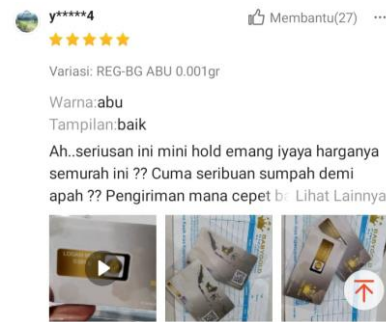 y*****4
Membantu(27)
Variasi: REG-BG ABU 0.001gr
Warna:abu
Tampilan:baik
Ah..seriusan ini mini hold emang iyaya harganya
semurah ini ?? Cuma seribuan sumpah demi
apah ?? Pengiriman mana cepet b Lihat Lainnya
BABYGOLD